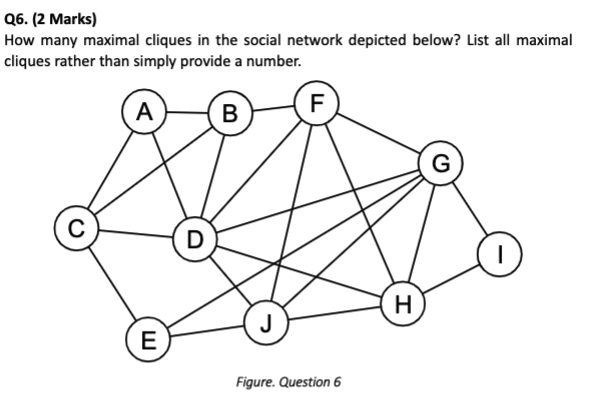 Q6. (2 Marks)
How many maximal cliques in the social network depicted below? List all maximal
cliques rather than simply provide a number.
A
B
F
G
C
D
I
H
J
E
Figure. Question 6